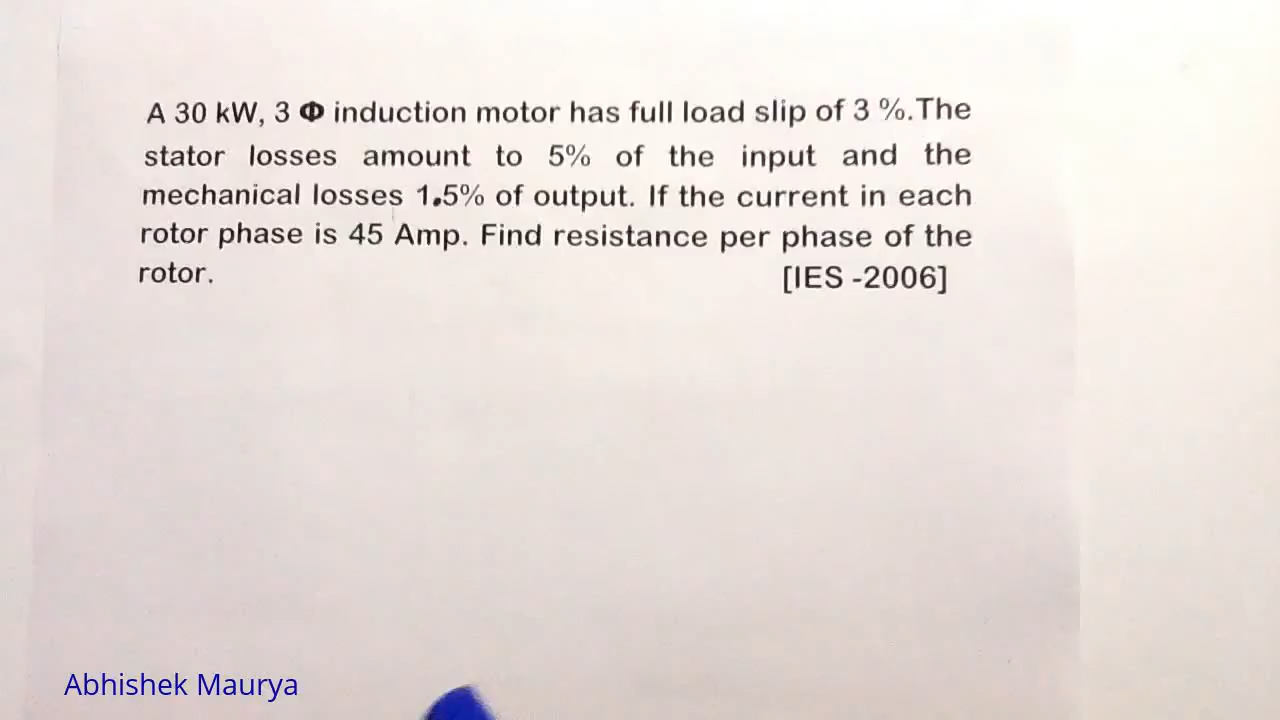 A 30 kW, 3 Φ induction motor has full load slip of 3 %.The
stator losses amount to 5% of the input and the
mechanical losses 1.5% of output. If the current in each
rotor phase is 45 Amp. Find resistance per phase of the
rotor. [IES -2006]
Abhishek Maurya